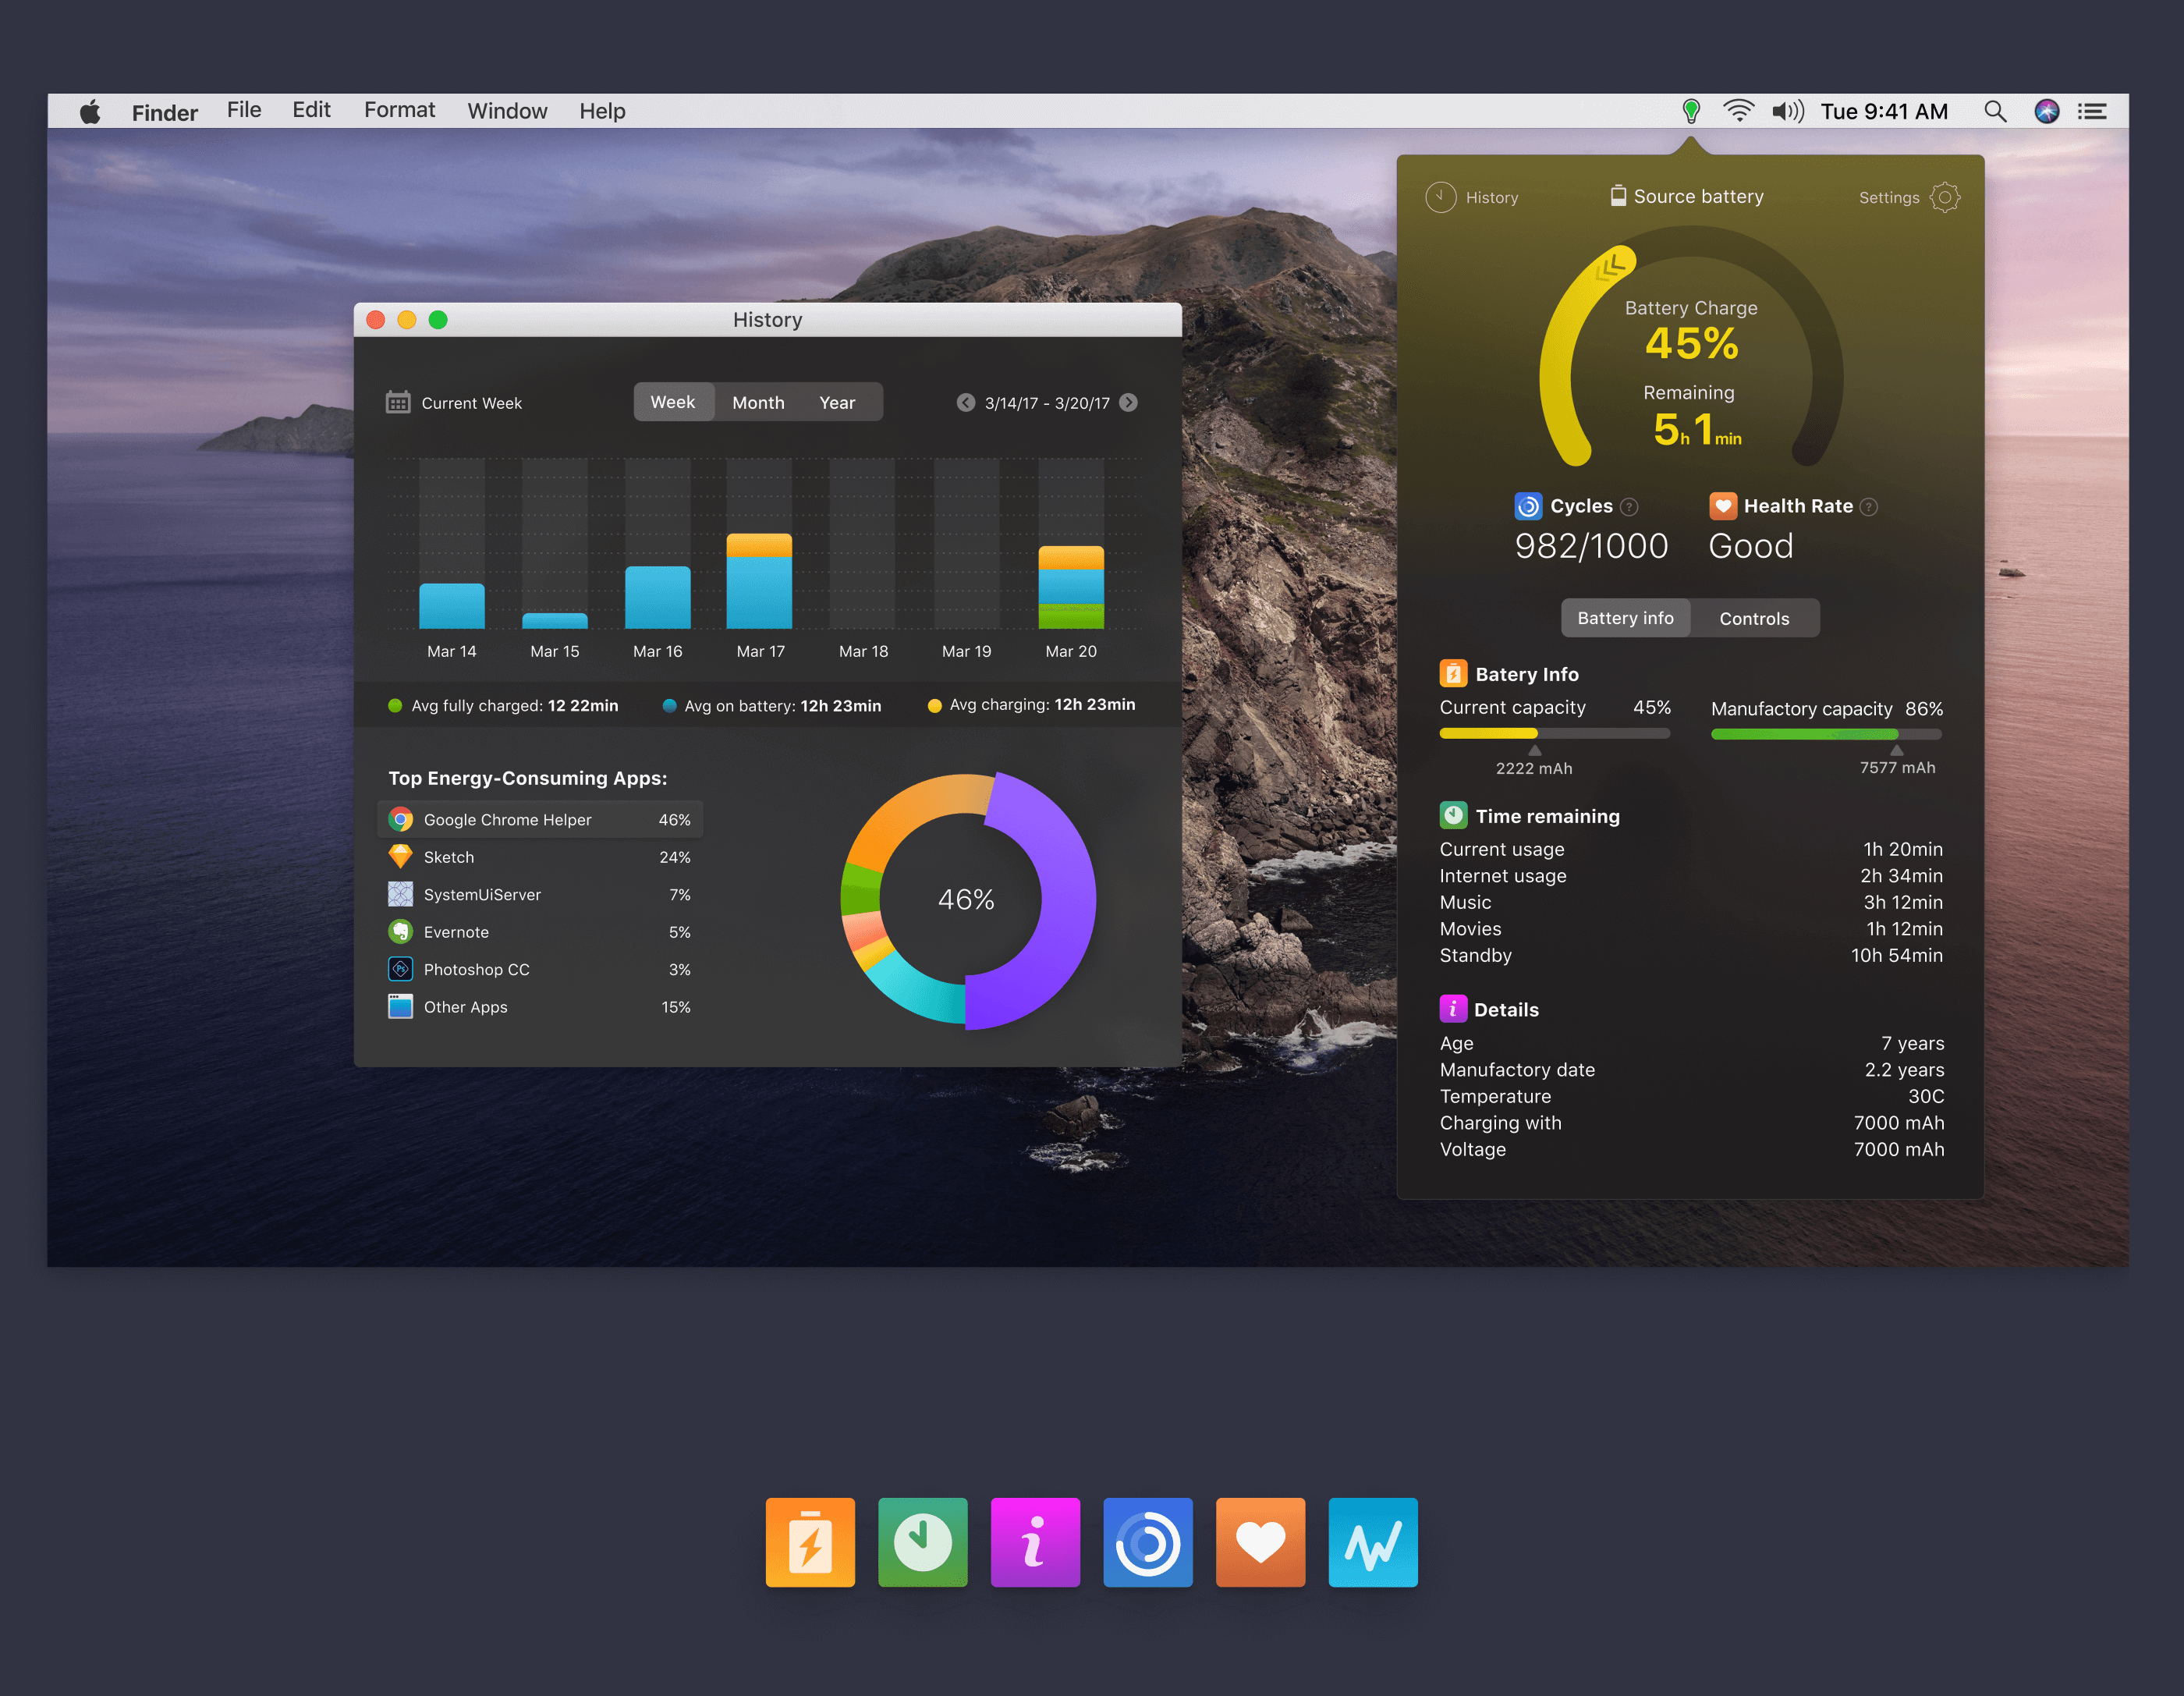 Finder File Edit Format Window Help Tue 9:41 AM
History
Current Week Week Month Year 3/14/17 - 3/20/17
Mar 14 Mar 15 Mar 16 Mar 17 Mar 18 Mar 19 Mar 20
Avg fully charged: 12 22min Avg on battery: 12h 23min Avg charging: 12h 23min
Top Energy-Consuming Apps:
Google Chrome Helper 46%
Sketch 24%
SystemUiServer 7%
Evernote 5%
Ps Photoshop CC 3%
Other Apps 15%
46%
History Source battery Settings
Battery Charge
45%
Remaining
5h 1min
Cycles ? Health Rate ?
982/1000 Good
Battery info Controls
Batery Info
Current capacity 45% Manufactory capacity 86%
2222 mAh 7577 mAh
Time remaining
Current usage 1h 20min
Internet usage 2h 34min
Music 3h 12min
Movies 1h 12min
Standby 10h 54min
i Details
Age 7 years
Manufactory date 2.2 years
Temperature 30C
Charging with 7000 mAh
Voltage 7000 mAh
i